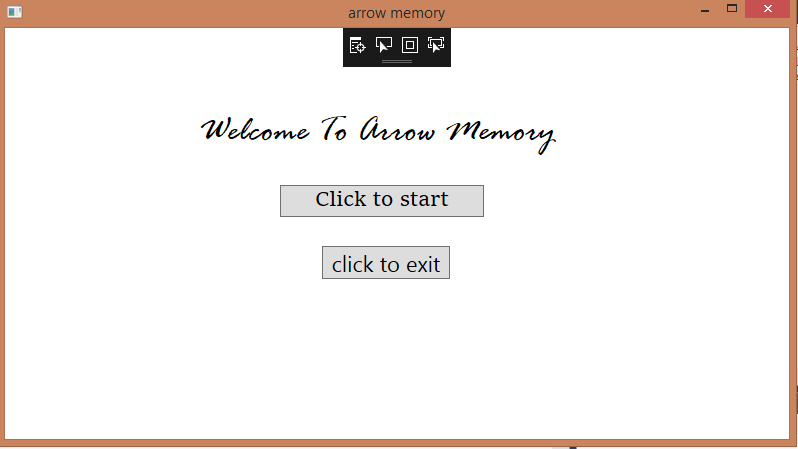 arrow memory
Welcome To Arrow Memory
Click to start
click to exit